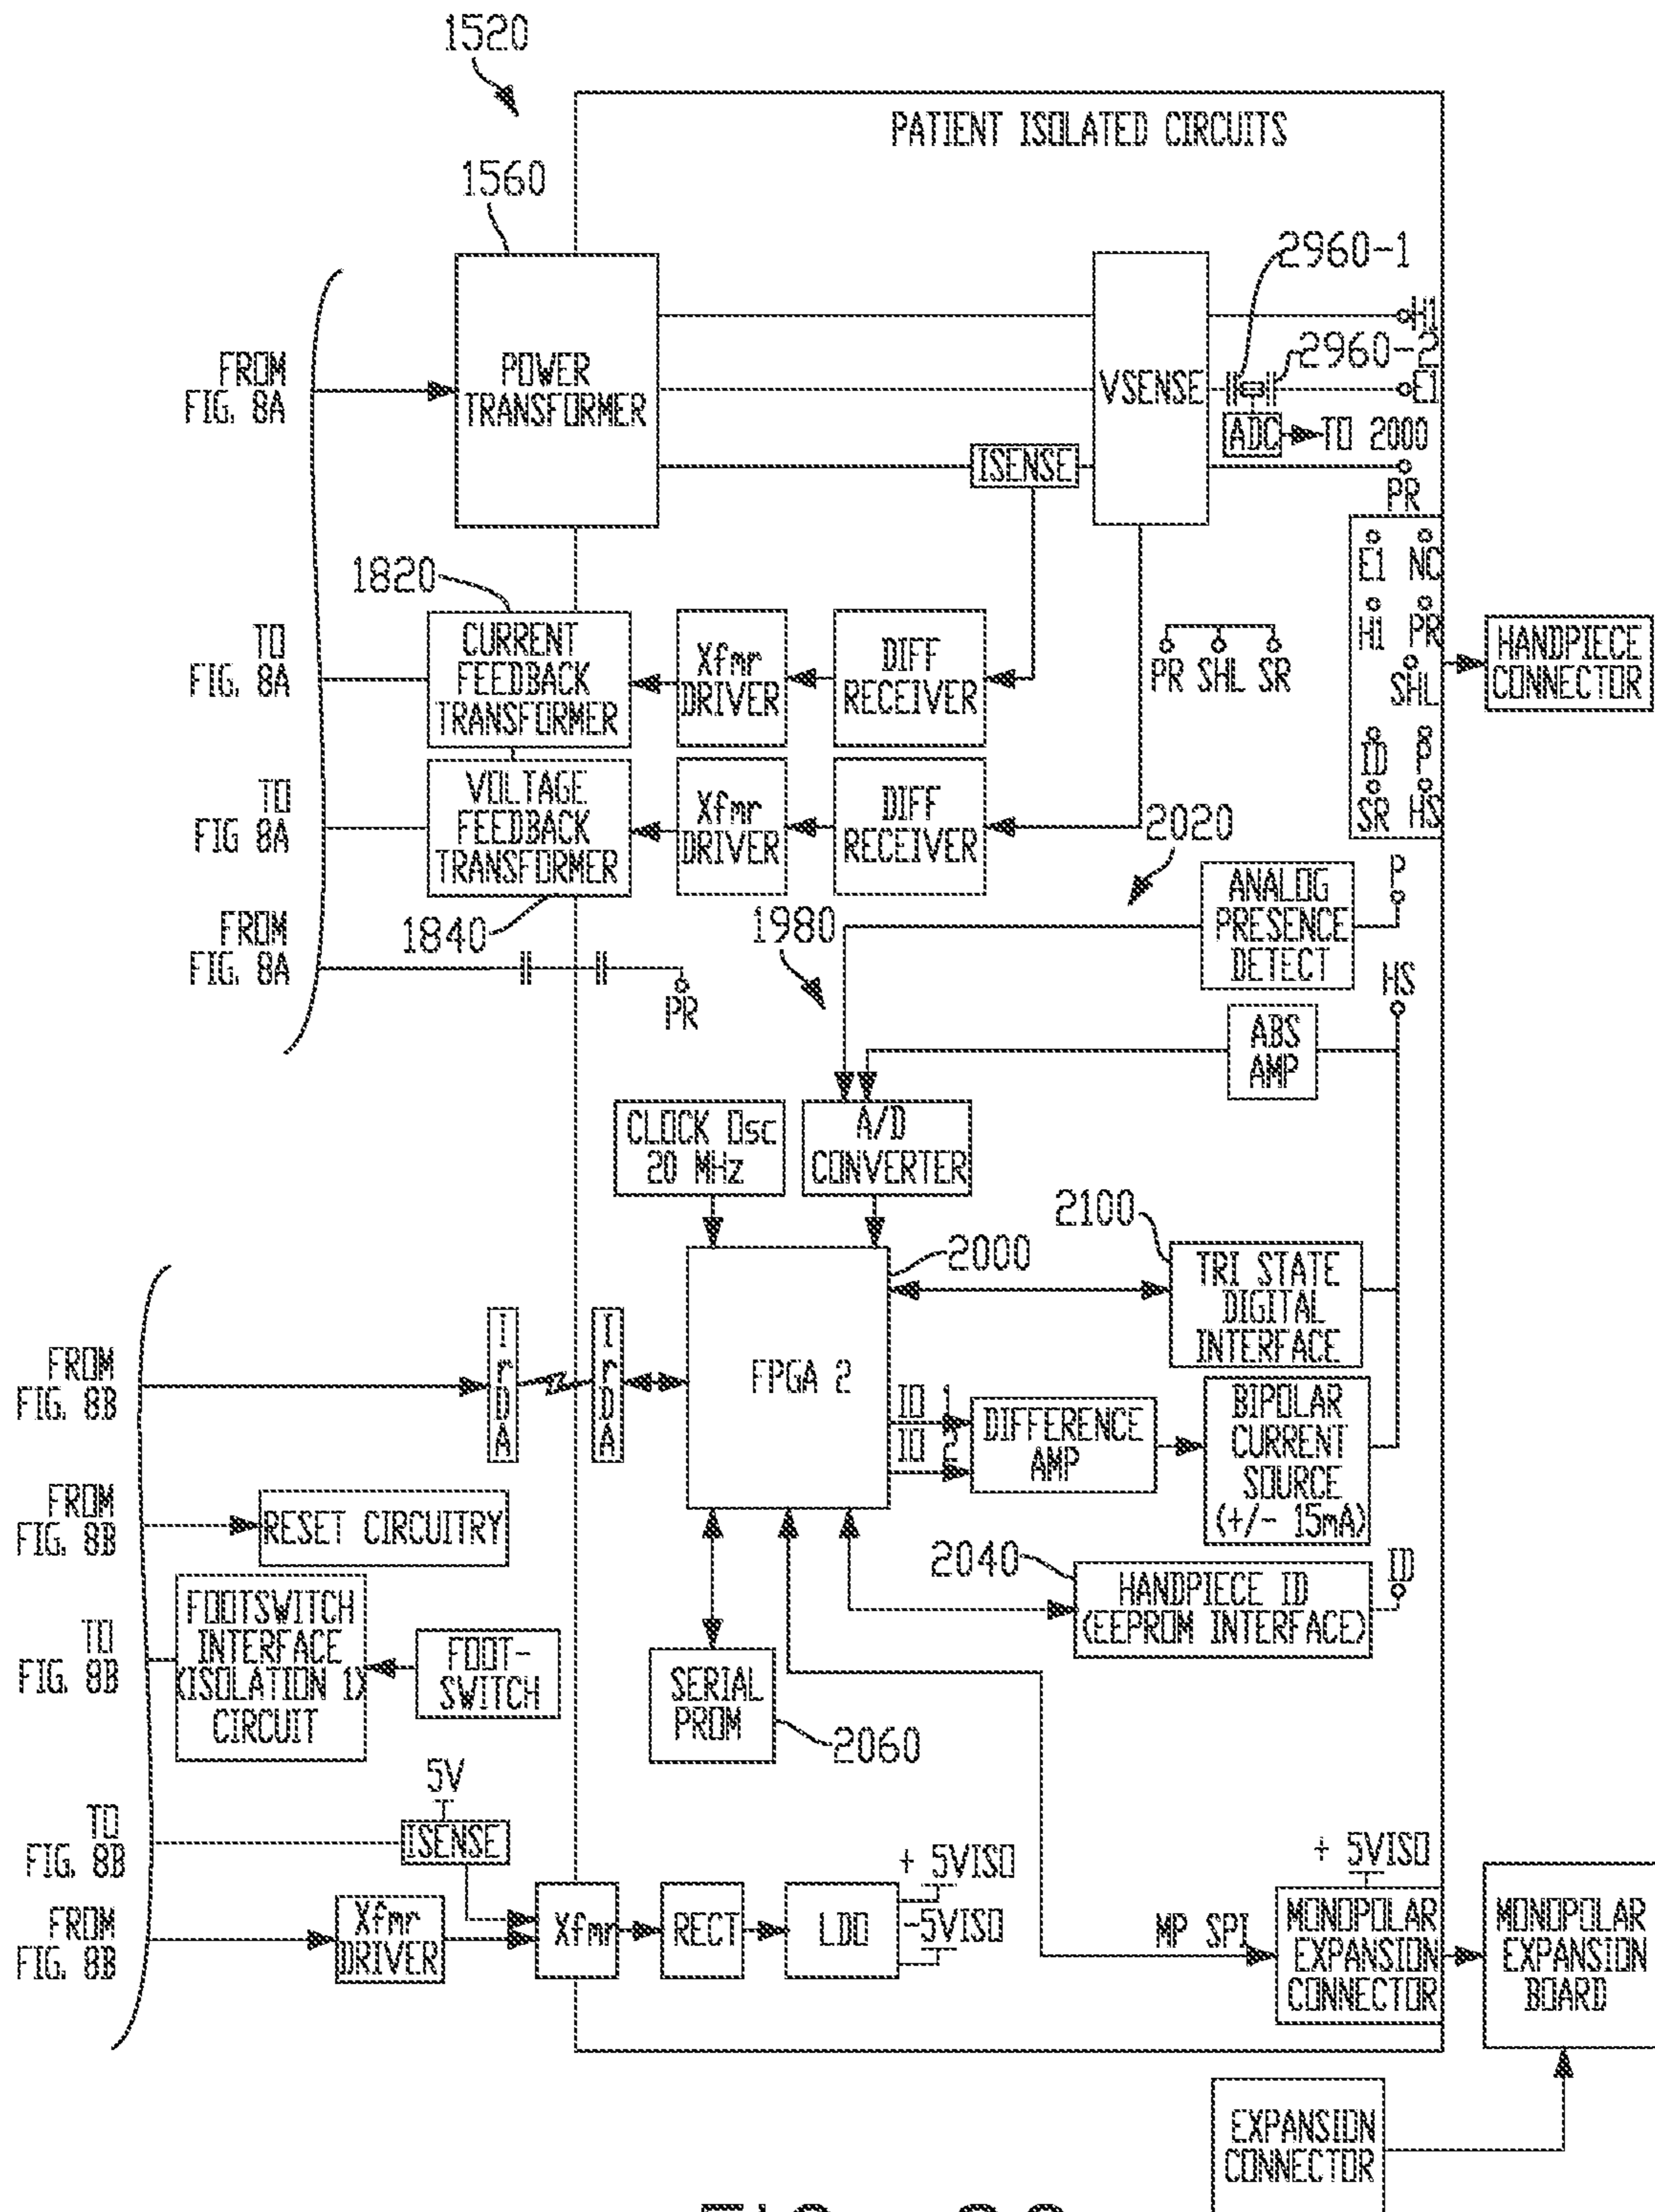 1520
PATIENT ISOLATED CIRCUITS
1560
2960-1
H1
FROM
FIG. 8A
POWER
TRANSFORMER
VSENSE
2960-2
E1
ADC
TO 2000
ISENSE
PR
1820
E1 NC
H1 PR
SHL
ID P
SR HS
HANDPIECE
CONNECTOR
TO
FIG. 8A
CURRENT
FEEDBACK
TRANSFORMER
Xfmr
DRIVER
DIFF
RECEIVER
PR SHL SR
TO
FIG 8A
VOLTAGE
FEEDBACK
TRANSFORMER
Xfmr
DRIVER
DIFF
RECEIVER
2020
1840
1980
ANALOG
PRESENCE
DETECT
P
FROM
FIG. 8A
PR
HS
ABS
AMP
CLOCK Osc
20 MHz
A/D
CONVERTER
2100
2000
TRI STATE
DIGITAL
INTERFACE
FROM
FIG. 8B
IrDA
IrDA
FPGA 2
IO 1
IO 2
DIFFERENCE
AMP
BIPOLAR
CURRENT
SOURCE
(+/- 15mA)
FROM
FIG. 8B
RESET CIRCUITRY
2040
HANDPIECE ID
(EEPROM INTERFACE)
ID
TO
FIG. 8B
FOOTSWITCH
INTERFACE
(ISOLATION 1)
CIRCUIT
FOOT-
SWITCH
SERIAL
PROM
2060
5V
TO
FIG. 8B
ISENSE
+ 5VISO
-5VISO
+ 5VISO
FROM
FIG. 8B
Xfmr
DRIVER
Xfmr
RECT
LDO
MP SPI
MONOPOLAR
EXPANSION
CONNECTOR
MONOPOLAR
EXPANSION
BOARD
EXPANSION
CONNECTOR